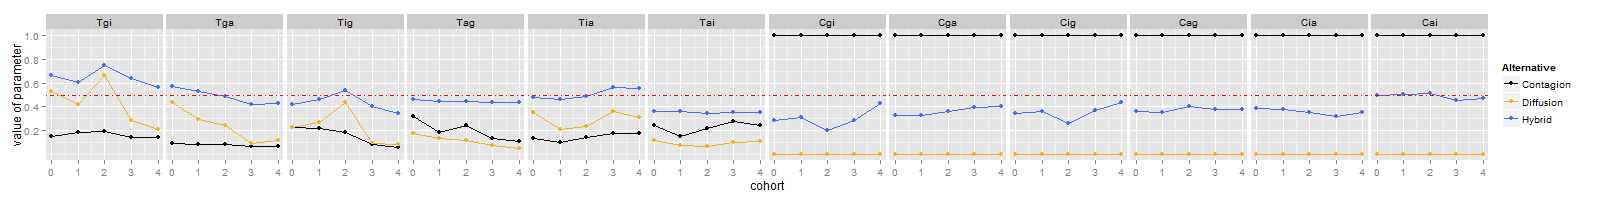 Tgi Tga Tig Tag Tia Tai Cgi Cga Cig Cag Cia Cai
value of parameter
1.0
0.8
0.6
0.4
0.2
0 1 2 3 4 0 1 2 3 4 0 1 2 3 4 0 1 2 3 4 0 1 2 3 4 0 1 2 3 4 0 1 2 3 4 0 1 2 3 4 0 1 2 3 4 0 1 2 3 4 0 1 2 3 4 0 1 2 3 4
cohort
Alternative
Contagion
Diffusion
Hybrid